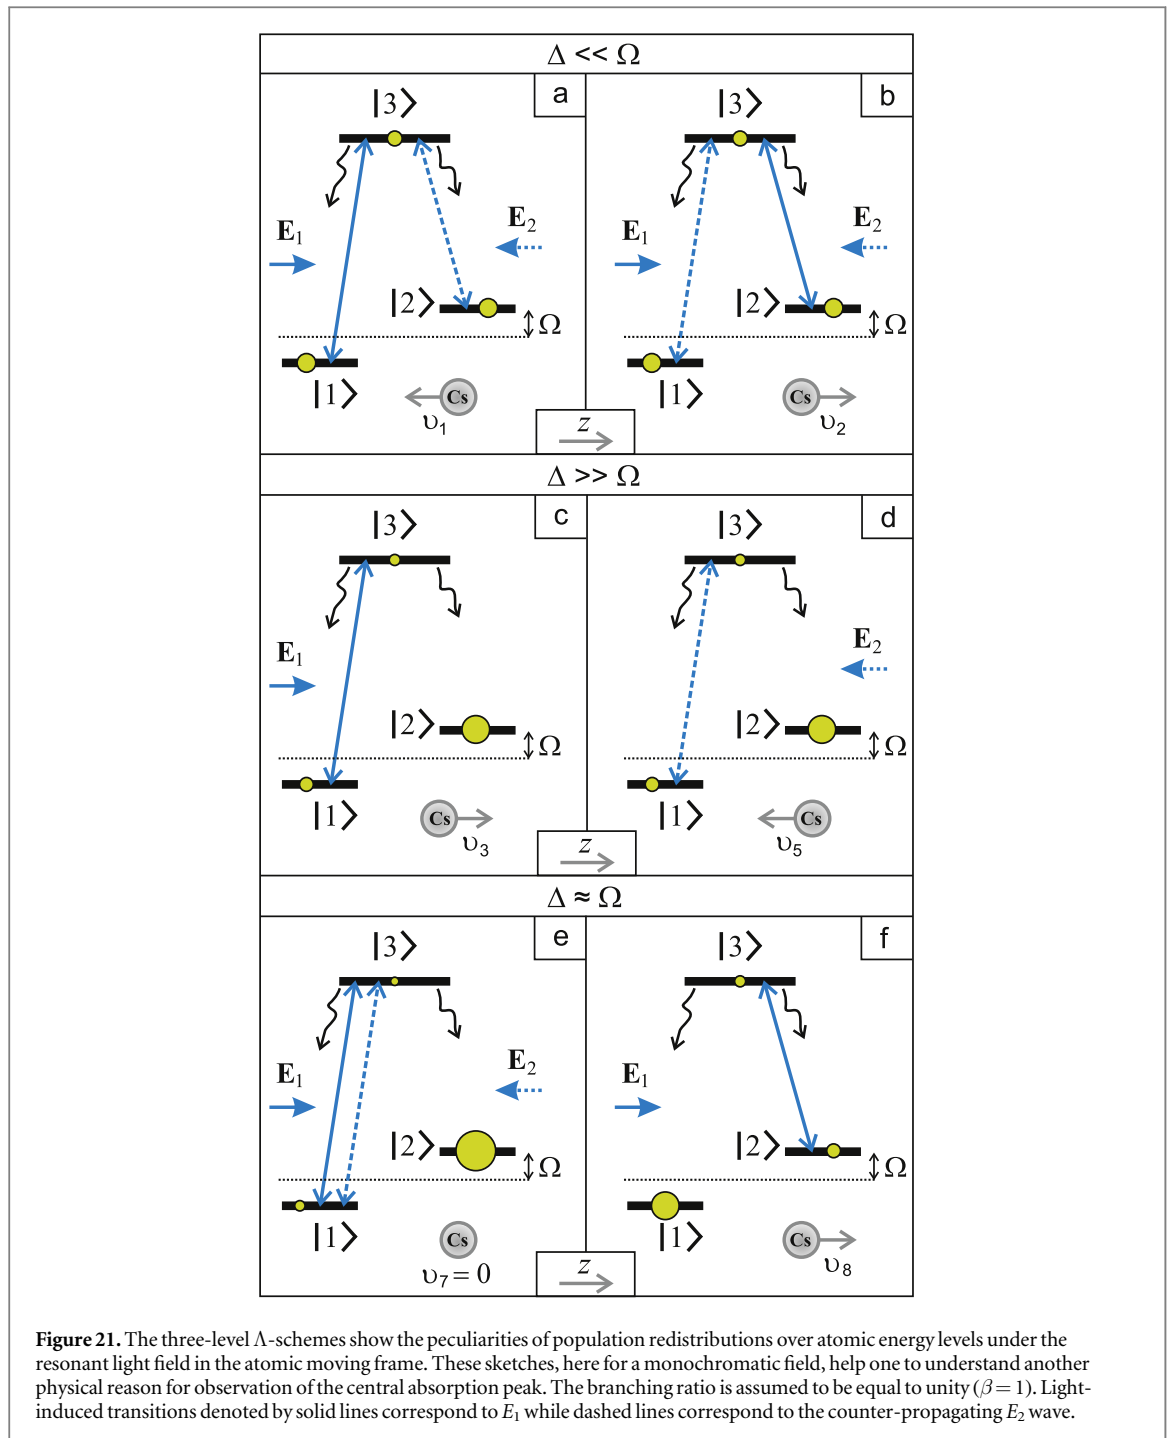 Δ << Ω
a
|3⟩
E₁
E₂
|2⟩
Ω
|1⟩
Cs
υ₁
b
|3⟩
E₁
E₂
|2⟩
Ω
|1⟩
Cs
υ₂
z
Δ >> Ω
c
|3⟩
E₁
|2⟩
Ω
|1⟩
Cs
υ₃
d
|3⟩
E₂
|2⟩
Ω
|1⟩
Cs
υ₅
z
Δ ≈ Ω
e
|3⟩
E₁
E₂
|2⟩
Ω
|1⟩
Cs
υ₇ = 0
f
|3⟩
E₁
|2⟩
Ω
|1⟩
Cs
υ₈
z
Figure 21. The three-level Λ-schemes show the peculiarities of population redistributions over atomic energy levels under the
resonant light field in the atomic moving frame. These sketches, here for a monochromatic field, help one to understand another
physical reason for observation of the central absorption peak. The branching ratio is assumed to be equal to unity (β = 1). Light-
induced transitions denoted by solid lines correspond to E₁ while dashed lines correspond to the counter-propagating E₂ wave.